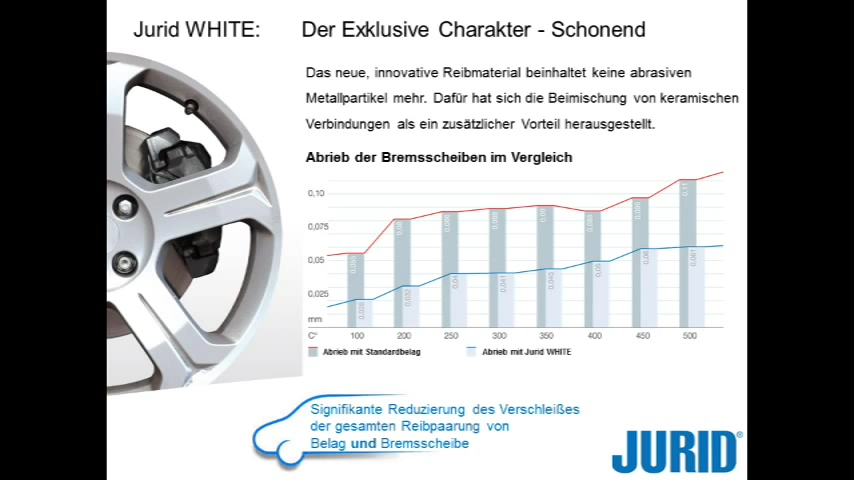 Jurid WHITE: Der Exklusive Charakter - Schonend
Das neue, innovative Reibmaterial beinhaltet keine abrasiven
Metallpartikel mehr. Dafür hat sich die Beimischung von keramischen
Verbindungen als ein zusätzlicher Vorteil herausgestellt.
Abrieb der Bremsscheiben im Vergleich
0,10
0,075
0,05
0,025
mm
C° 100 200 250 300 350 400 450 500
Abrieb mit Standardbelag Abrieb mit Jurid WHITE
Signifikante Reduzierung des Verschleißes
der gesamten Reibpaarung von
Belag und Bremsscheibe
JURID®